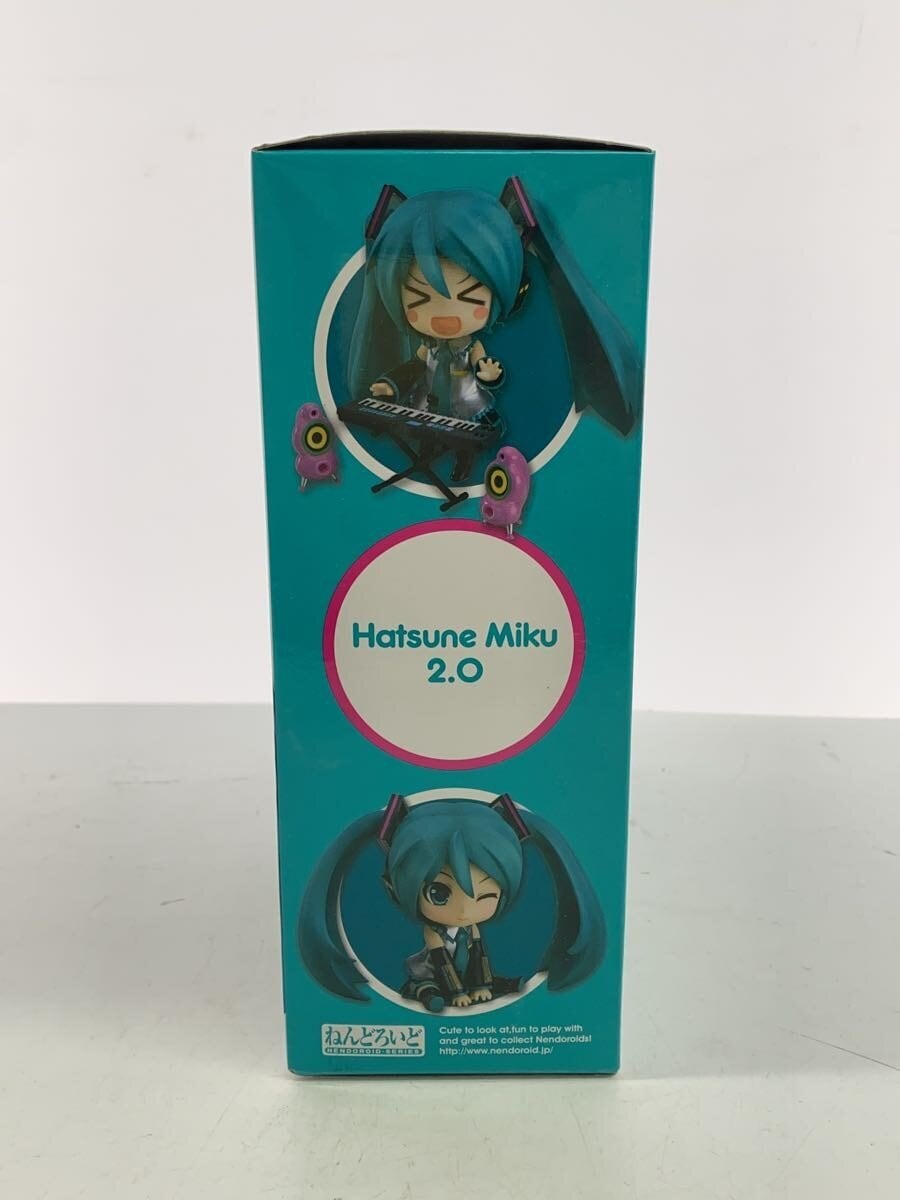 Hatsune Miku
2.0
ねんどろいど
NENDOROID-SERIES
Cute to look at,fun to play with
and great to collect Nendoroids!
http://www.nendoroid.jp/